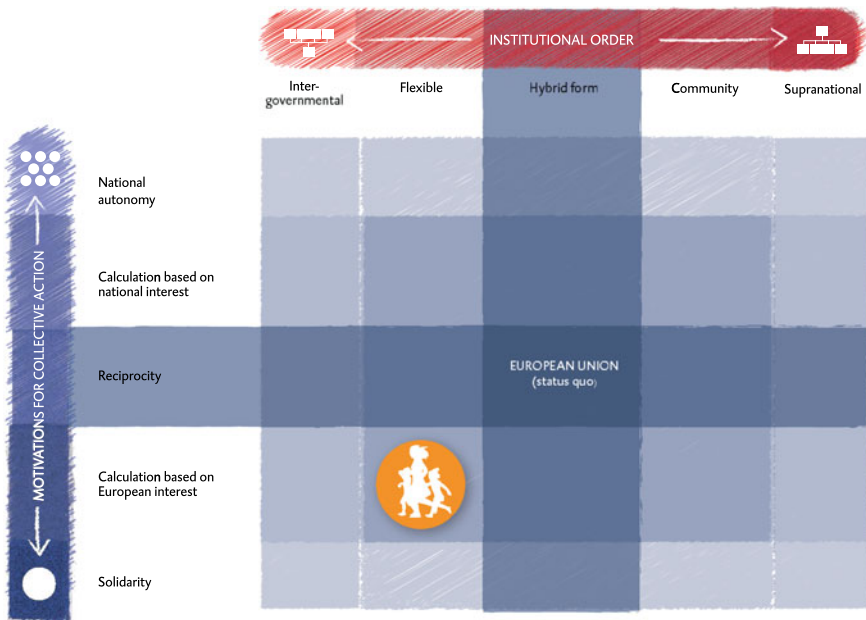 INSTITUTIONAL ORDER
Inter-
governmental
Flexible
Hybrid form
Community
Supranational
MOTIVATIONS FOR COLLECTIVE ACTION
National
autonomy
Calculation based on
national interest
Reciprocity
EUROPEAN UNION
(status quo)
Calculation based on
European interest
Solidarity